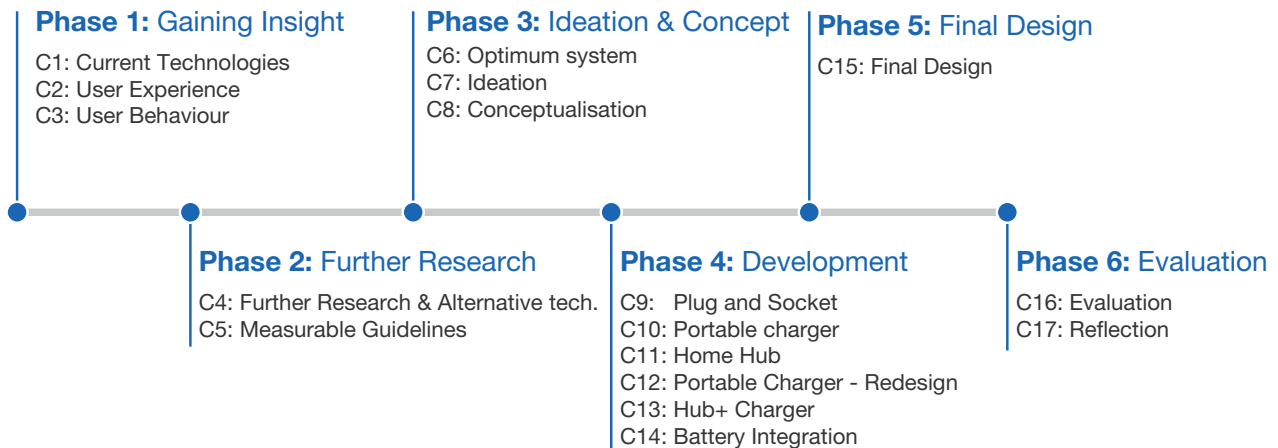 Phase 1: Gaining Insight
C1: Current Technologies
C2: User Experience
C3: User Behaviour
Phase 2: Further Research
C4: Further Research & Alternative tech.
C5: Measurable Guidelines
Phase 3: Ideation & Concept
C6: Optimum system
C7: Ideation
C8: Conceptualisation
Phase 4: Development
C9: Plug and Socket
C10: Portable charger
C11: Home Hub
C12: Portable Charger - Redesign
C13: Hub+ Charger
C14: Battery Integration
Phase 5: Final Design
C15: Final Design
Phase 6: Evaluation
C16: Evaluation
C17: Reflection